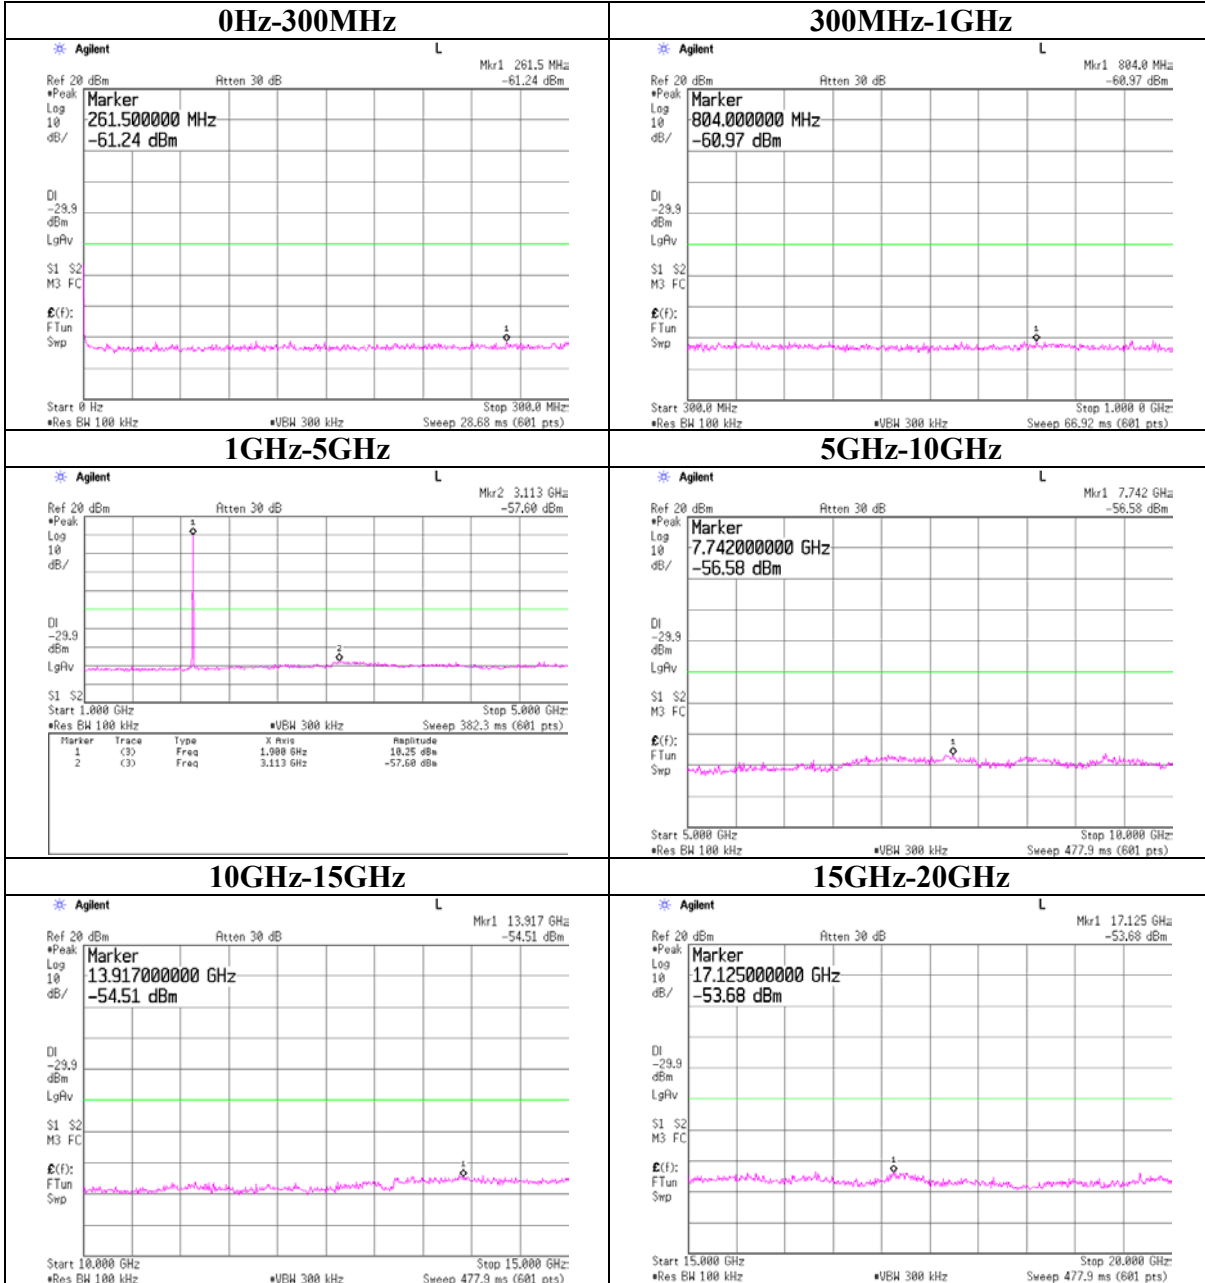 0Hz-300MHz
Agilent
L
Mkr1 261.5 MHz
Ref 20 dBm Atten 30 dB -61.24 dBm
*Peak
Log
10
dB/
Marker
261.500000 MHz
-61.24 dBm
DI
-29.9
dBm
LgAv
S1 S2
M3 FC
£(f):
FTun
Swp
1
Start 0 Hz Stop 300.0 MHz
*Res BW 100 kHz *VBW 300 kHz Sweep 28.68 ms (601 pts)
300MHz-1GHz
Agilent
L
Mkr1 804.0 MHz
Ref 20 dBm Atten 30 dB -60.97 dBm
*Peak
Log
10
dB/
Marker
804.000000 MHz
-60.97 dBm
DI
-29.9
dBm
LgAv
S1 S2
M3 FC
£(f):
FTun
Swp
1
Start 300.0 MHz Stop 1.000 0 GHz
*Res BW 100 kHz *VBW 300 kHz Sweep 66.92 ms (601 pts)
1GHz-5GHz
Agilent
L
Mkr2 3.113 GHz
Ref 20 dBm Atten 30 dB -57.60 dBm
*Peak
Log
10
dB/
1
DI
-29.9
dBm
LgAv
2
S1 S2
Start 1.000 GHz Stop 5.000 GHz
*Res BW 100 kHz *VBW 300 kHz Sweep 382.3 ms (601 pts)
Marker Trace Type X Axis Amplitude
1 (3) Freq 1.900 GHz 10.25 dBm
2 (3) Freq 3.113 GHz -57.60 dBm
5GHz-10GHz
Agilent
L
Mkr1 7.742 GHz
Ref 20 dBm Atten 30 dB -56.58 dBm
*Peak
Log
10
dB/
Marker
7.742000000 GHz
-56.58 dBm
DI
-29.9
dBm
LgAv
S1 S2
M3 FC
£(f):
FTun
Swp
1
Start 5.000 GHz Stop 10.000 GHz
*Res BW 100 kHz *VBW 300 kHz Sweep 477.9 ms (601 pts)
10GHz-15GHz
Agilent
L
Mkr1 13.917 GHz
Ref 20 dBm Atten 30 dB -54.51 dBm
*Peak
Log
10
dB/
Marker
13.917000000 GHz
-54.51 dBm
DI
-29.9
dBm
LgAv
S1 S2
M3 FC
£(f):
FTun
Swp
1
Start 10.000 GHz Stop 15.000 GHz
*Res BW 100 kHz *VBW 300 kHz Sweep 477.9 ms (601 pts)
15GHz-20GHz
Agilent
L
Mkr1 17.125 GHz
Ref 20 dBm Atten 30 dB -53.68 dBm
*Peak
Log
10
dB/
Marker
17.125000000 GHz
-53.68 dBm
DI
-29.9
dBm
LgAv
S1 S2
M3 FC
£(f):
FTun
Swp
1
Start 15.000 GHz Stop 20.000 GHz
*Res BW 100 kHz *VBW 300 kHz Sweep 477.9 ms (601 pts)